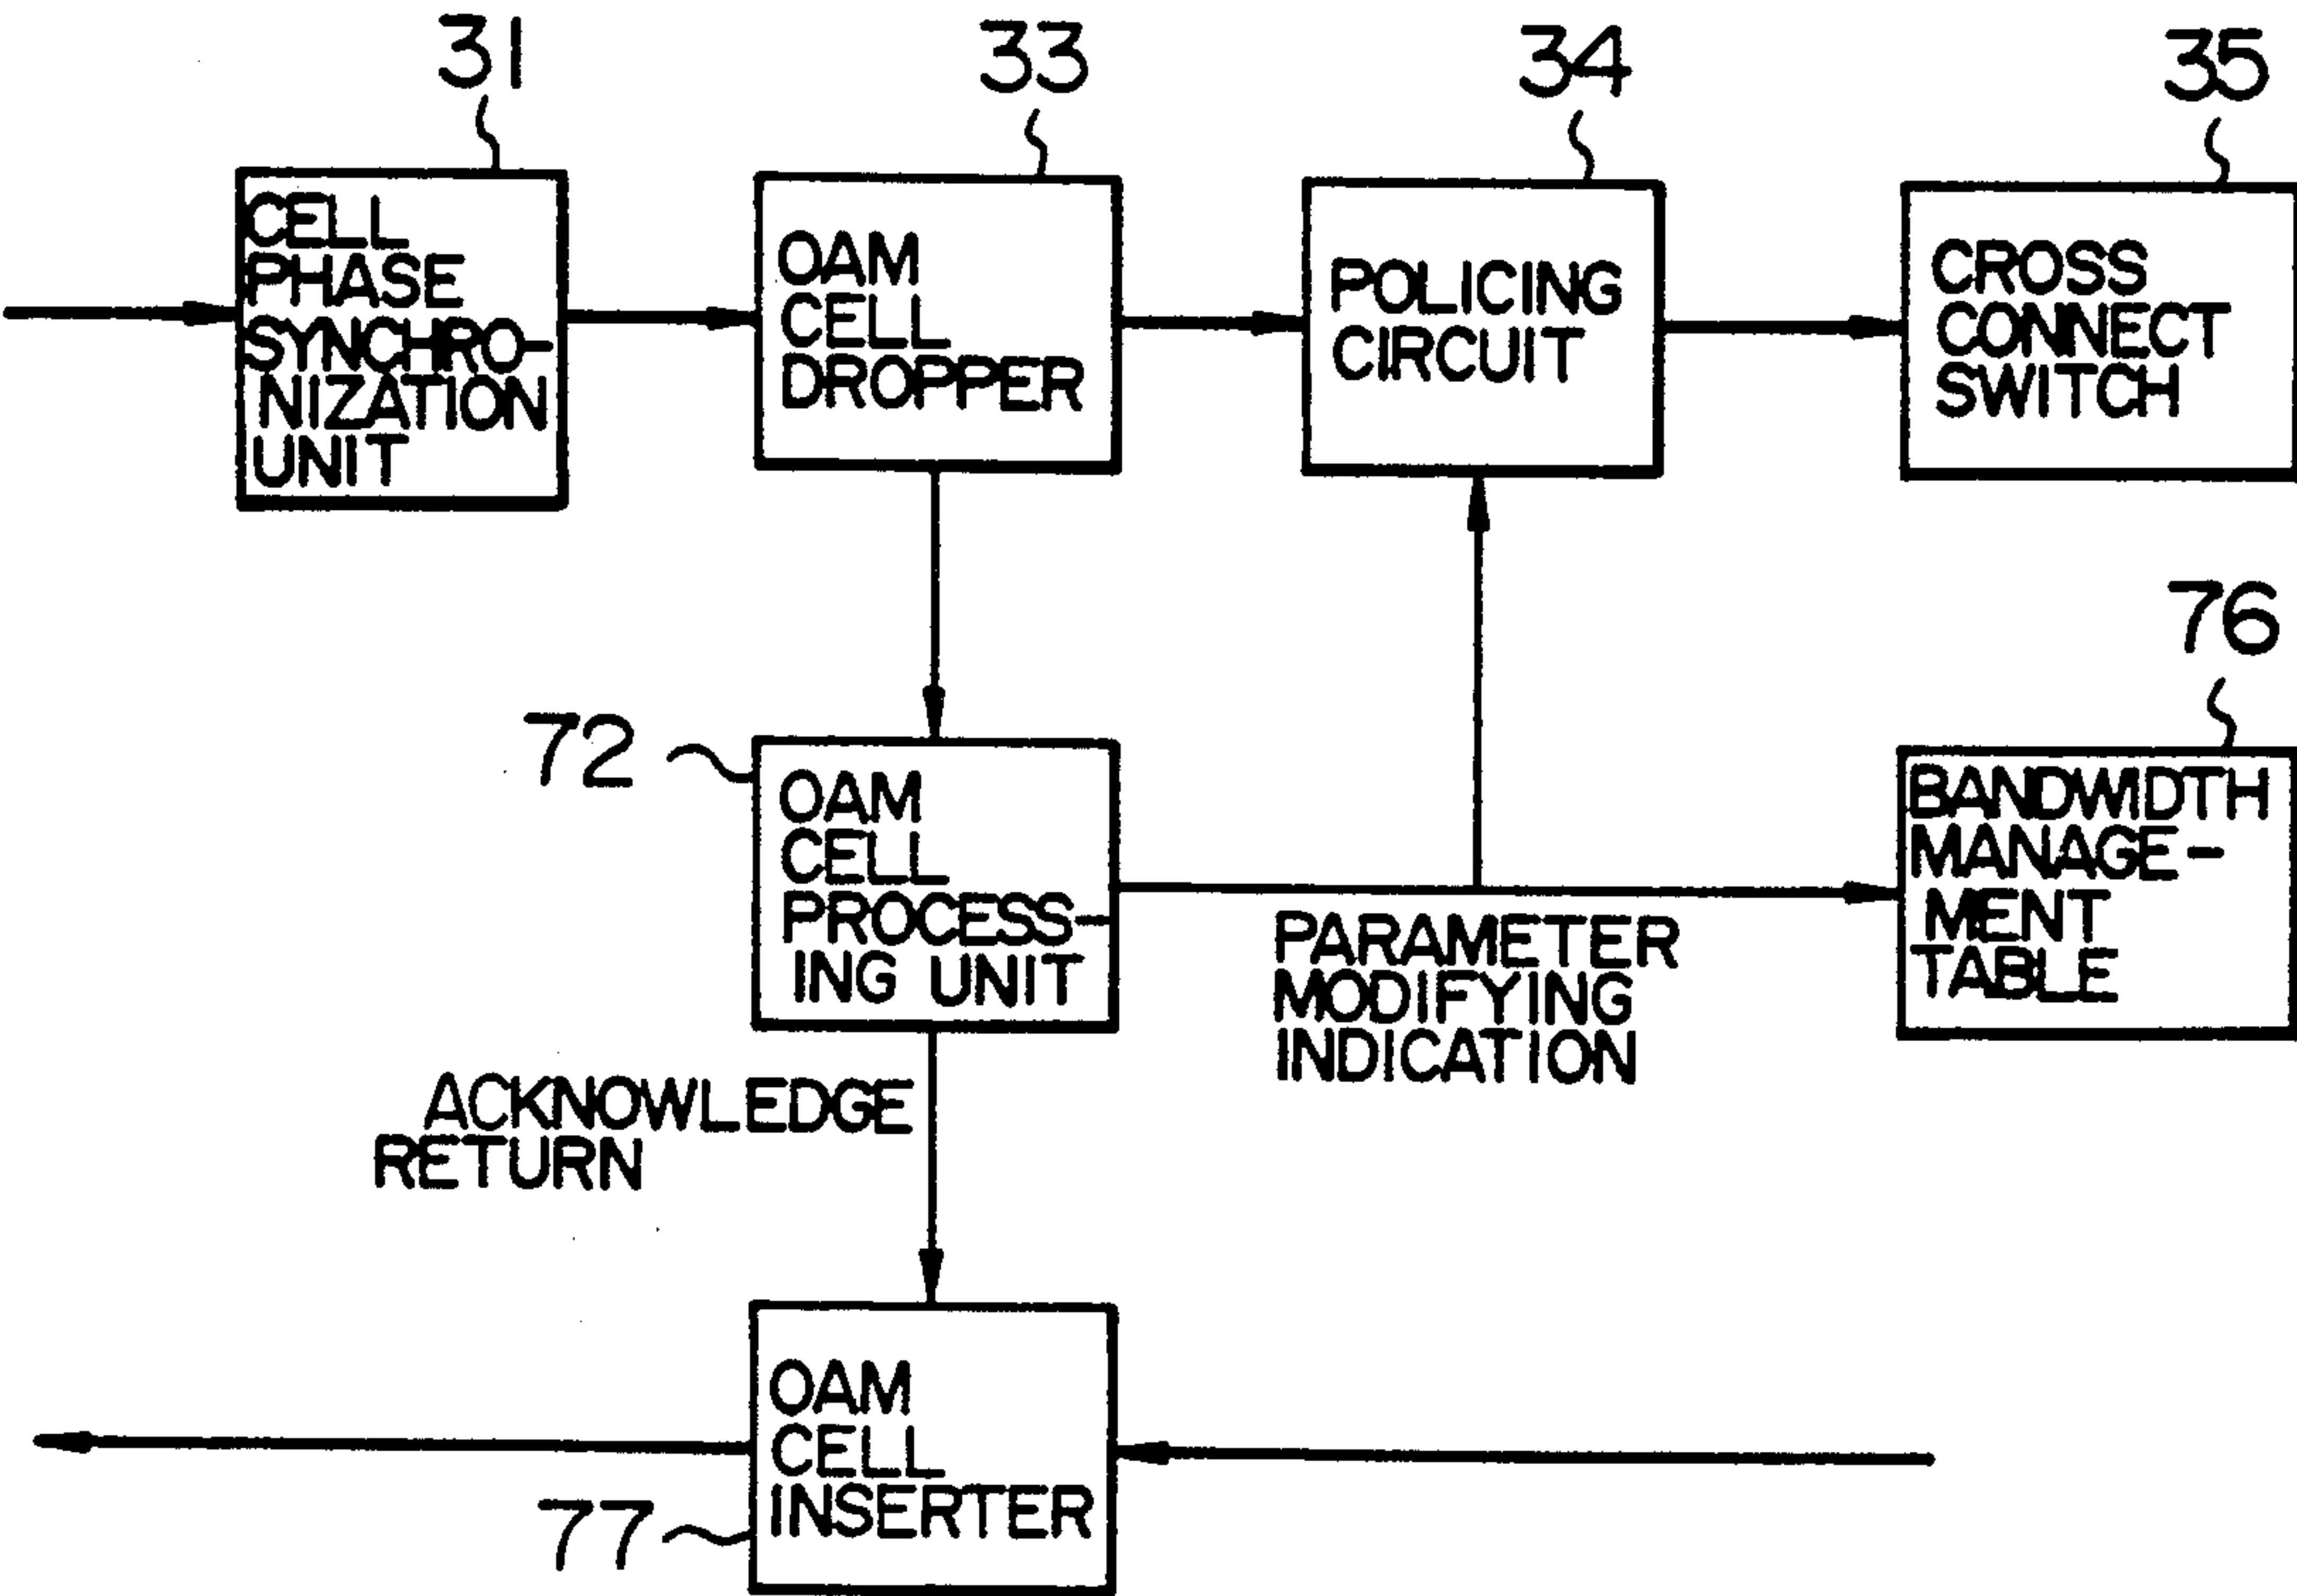 31
33
34
35
CELL
PHASE
SYNCHRO-
NIZATION
UNIT
OAM
CELL
DROPPER
POLICING
CIRCUIT
CROSS
CONNECT
SWITCH
72
OAM
CELL
PROCESS-
ING UNIT
PARAMETER
MODIFYING
INDICATION
76
BANDWIDTH
MANAGE-
MENT
TABLE
ACKNOWLEDGE
RETURN
77
OAM
CELL
INSERTER